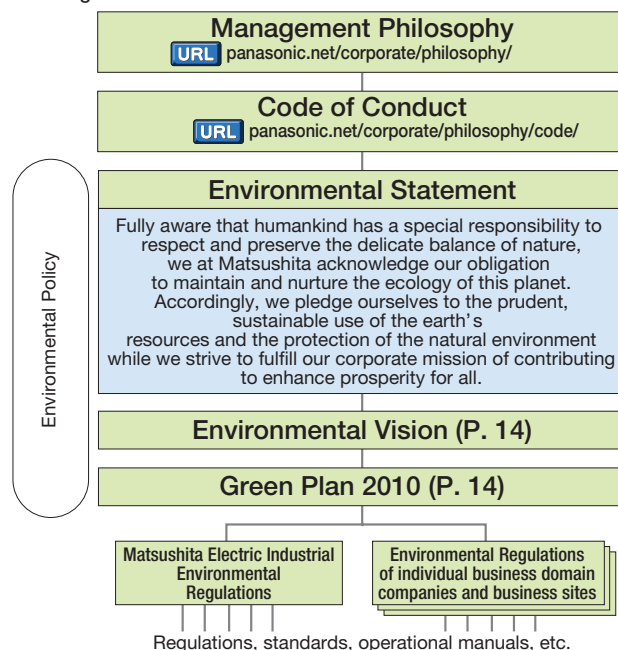 Management Philosophy
URL panasonic.net/corporate/philosophy/
Code of Conduct
URL panasonic.net/corporate/philosophy/code/
Environmental Policy
Environmental Statement
Fully aware that humankind has a special responsibility to
respect and preserve the delicate balance of nature,
we at Matsushita acknowledge our obligation
to maintain and nurture the ecology of this planet.
Accordingly, we pledge ourselves to the prudent,
sustainable use of the earth's
resources and the protection of the natural environment
while we strive to fulfill our corporate mission of contributing
to enhance prosperity for all.
Environmental Vision (P. 14)
Green Plan 2010 (P. 14)
Matsushita Electric Industrial
Environmental
Regulations
Environmental Regulations
of individual business domain
companies and business sites
Regulations, standards, operational manuals, etc.